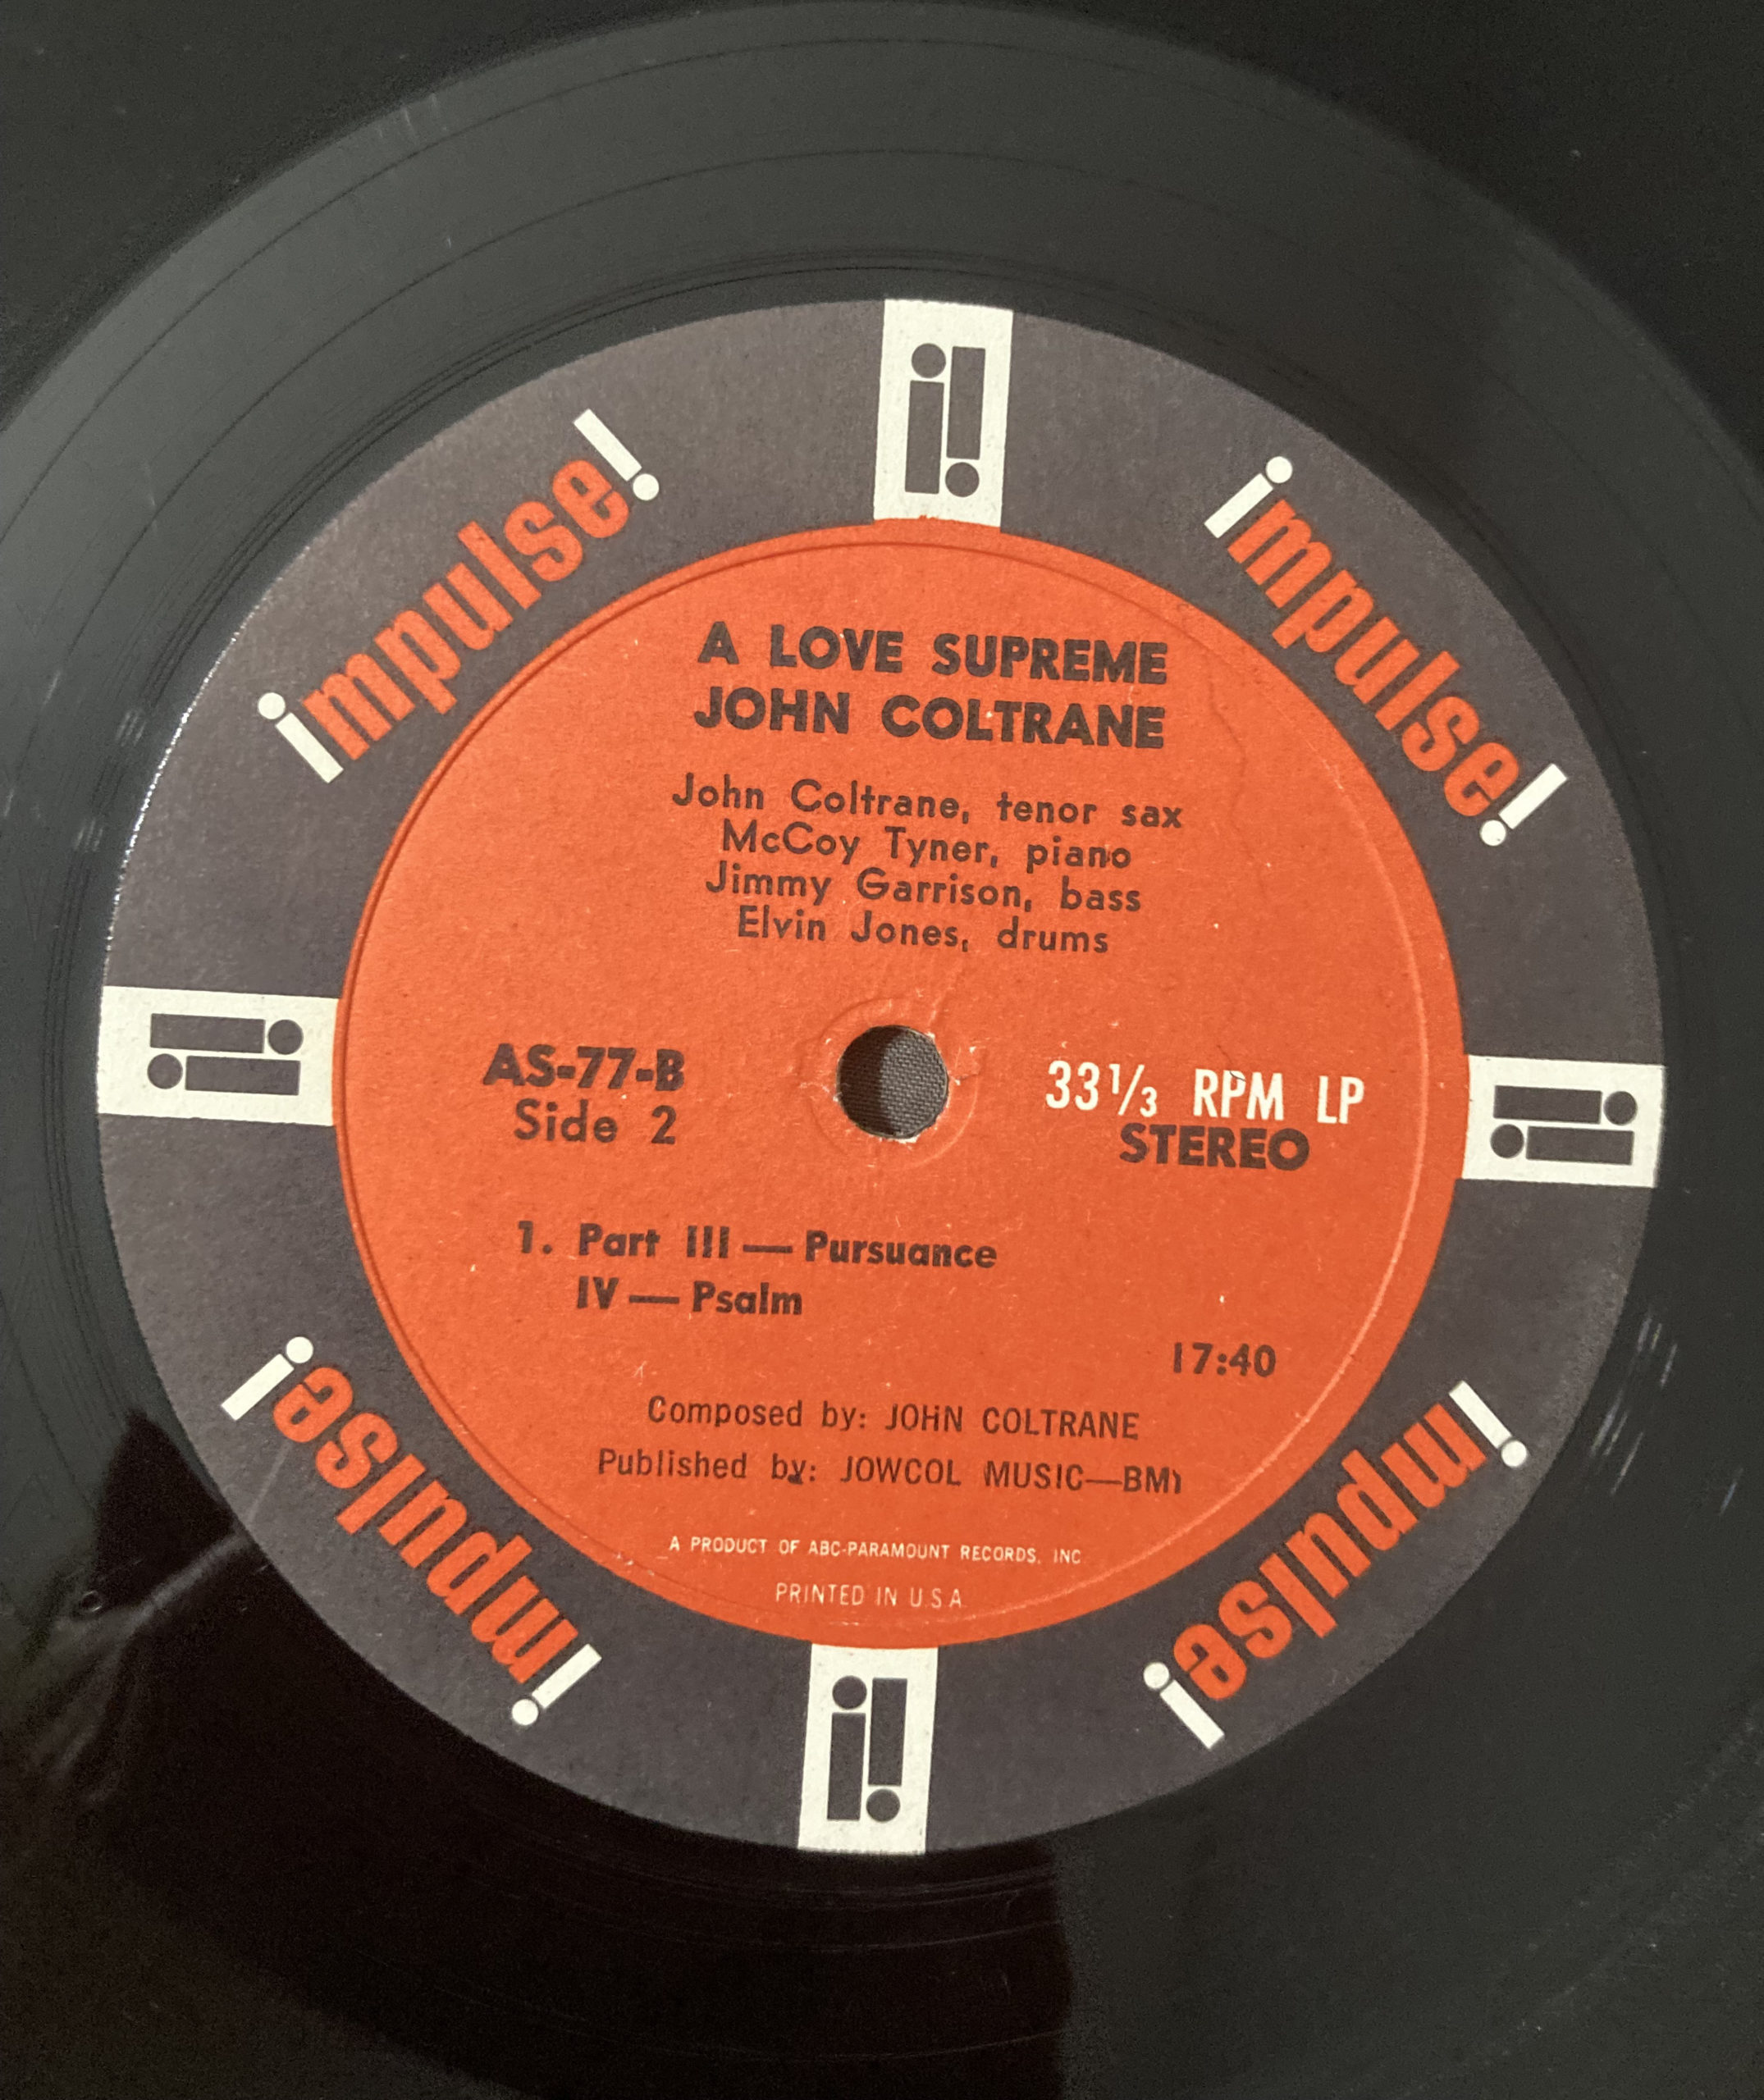 impulse!
impulse!
A LOVE SUPREME
JOHN COLTRANE
John Coltrane, tenor sax
McCoy Tyner, piano
Jimmy Garrison, bass
Elvin Jones, drums
AS-77-B
Side 2
33⅓ RPM LP
STEREO
1. Part III — Pursuance
IV — Psalm
17:40
Composed by: JOHN COLTRANE
Published by: JOWCOL MUSIC—BMI
A PRODUCT OF ABC-PARAMOUNT RECORDS, INC.
PRINTED IN U.S.A.
impulse!
impulse!